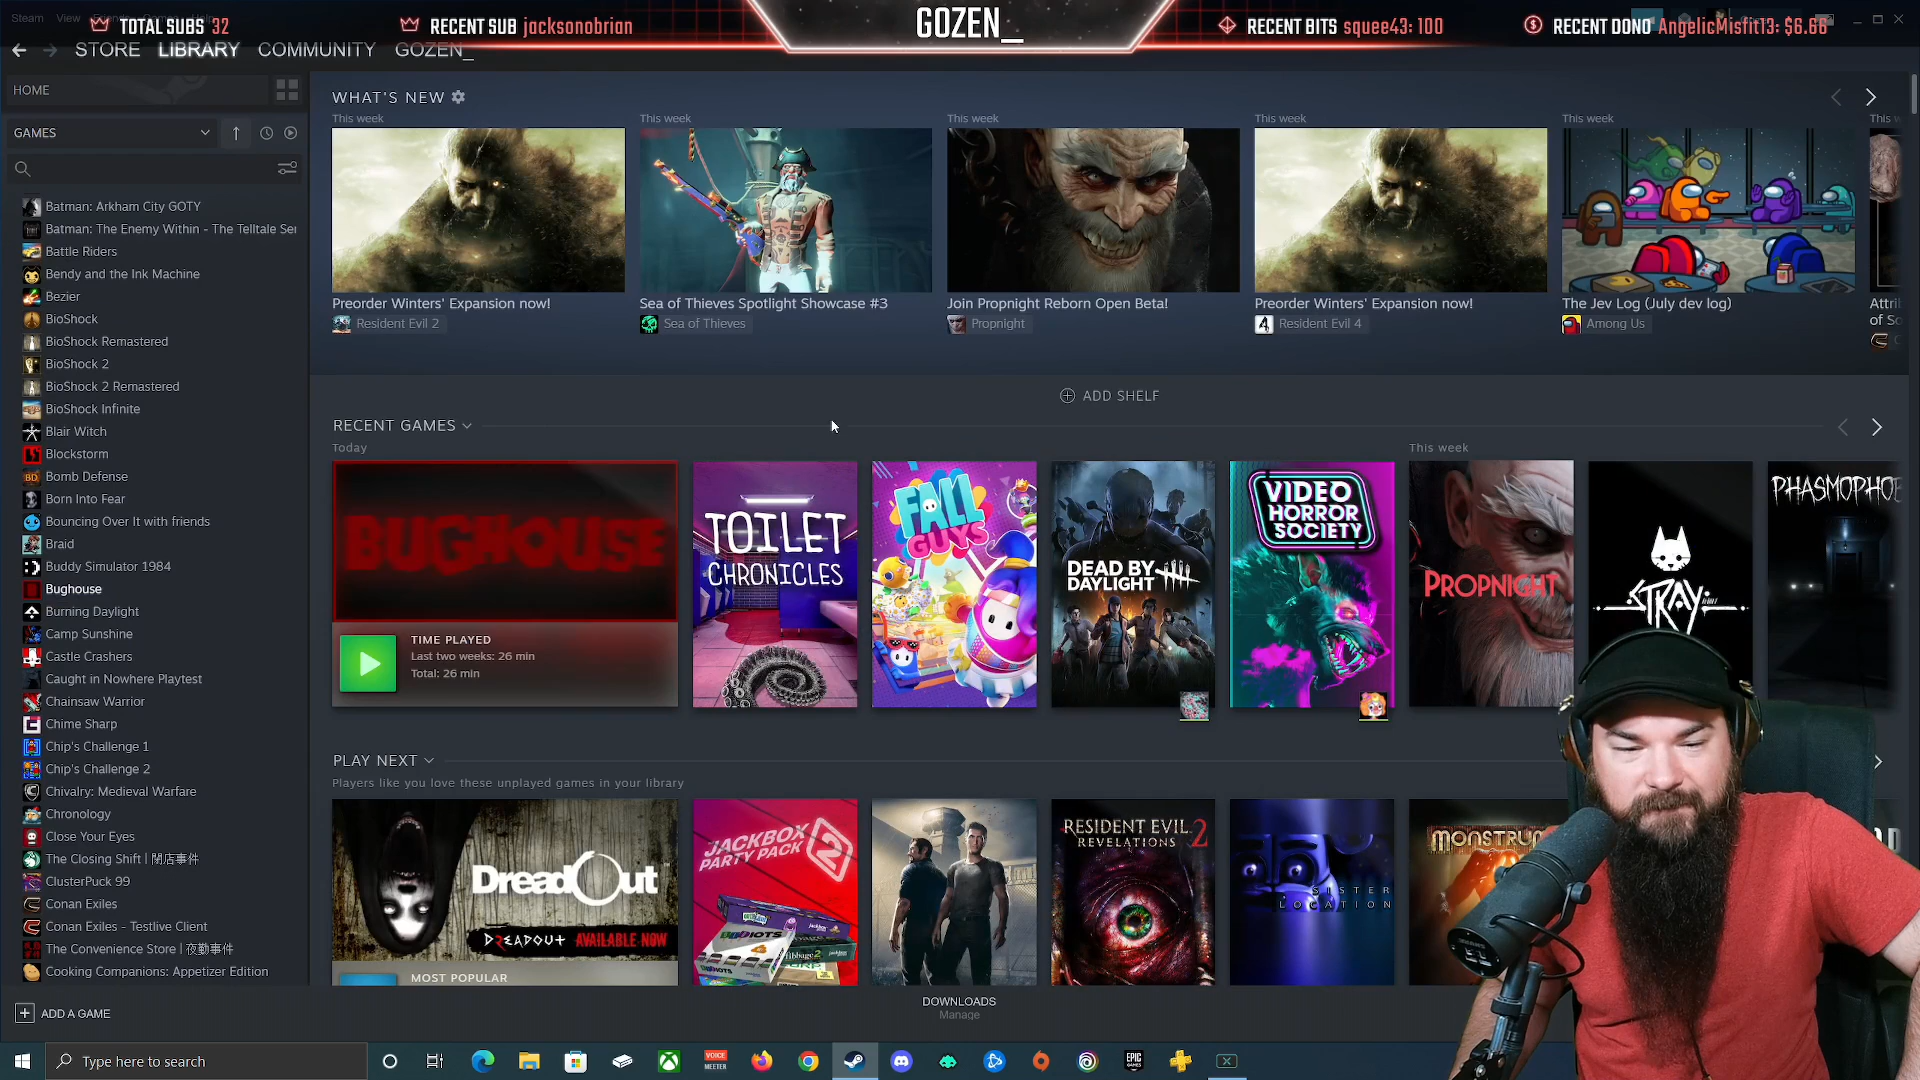 Steam View
TOTAL SUBS 32
RECENT SUB jacksonobrian
GOZEN_
RECENT BITS squee43: 100
RECENT DONO AngelicMisfit13: $6.66
STORE LIBRARY COMMUNITY GOZEN_
HOME
GAMES
Batman: Arkham City GOTY
Batman: The Enemy Within - The Telltale Ser
Battle Riders
Bendy and the Ink Machine
Bezier
BioShock
BioShock Remastered
BioShock 2
BioShock 2 Remastered
BioShock Infinite
Blair Witch
Blockstorm
Bomb Defense
Born Into Fear
Bouncing Over It with friends
Braid
Buddy Simulator 1984
Bughouse
Burning Daylight
Camp Sunshine
Castle Crashers
Caught in Nowhere Playtest
Chainsaw Warrior
Chime Sharp
Chip's Challenge 1
Chip's Challenge 2
Chivalry: Medieval Warfare
Chronology
Close Your Eyes
The Closing Shift | 閉店事件
ClusterPuck 99
Conan Exiles
Conan Exiles - Testlive Client
The Convenience Store | 夜勤事件
Cooking Companions: Appetizer Edition
ADD A GAME
WHAT'S NEW
This week
This week
This week
This week
This week
This w
Preorder Winters' Expansion now!
Resident Evil 2
Sea of Thieves Spotlight Showcase #3
Sea of Thieves
Join Propnight Reborn Open Beta!
Propnight
Preorder Winters' Expansion now!
4
Resident Evil 4
The Jev Log (July dev log)
Among Us
Attri
of So
ADD SHELF
RECENT GAMES
Today
This week
BUGHOUSE
TIME PLAYED
Last two weeks: 26 min
Total: 26 min
TOILET
CHRONICLES
FALL
GUYS
DEAD BY
DAYLIGHT
VIDEO
HORROR
SOCIETY
PROPNIGHT
STRAY
PHASMOPHO
PLAY NEXT
Players like you love these unplayed games in your library
DreadOut
DREADOUT AVAILABLE NOW
MOST POPULAR
JACKBOX
PARTY PACK 2
RESIDENT EVIL
REVELATIONS 2
SISTER
LOCATION
MONSTRUM
DOWNLOADS
Manage
Type here to search
VOICE
MEETER
EPIC
GAMES